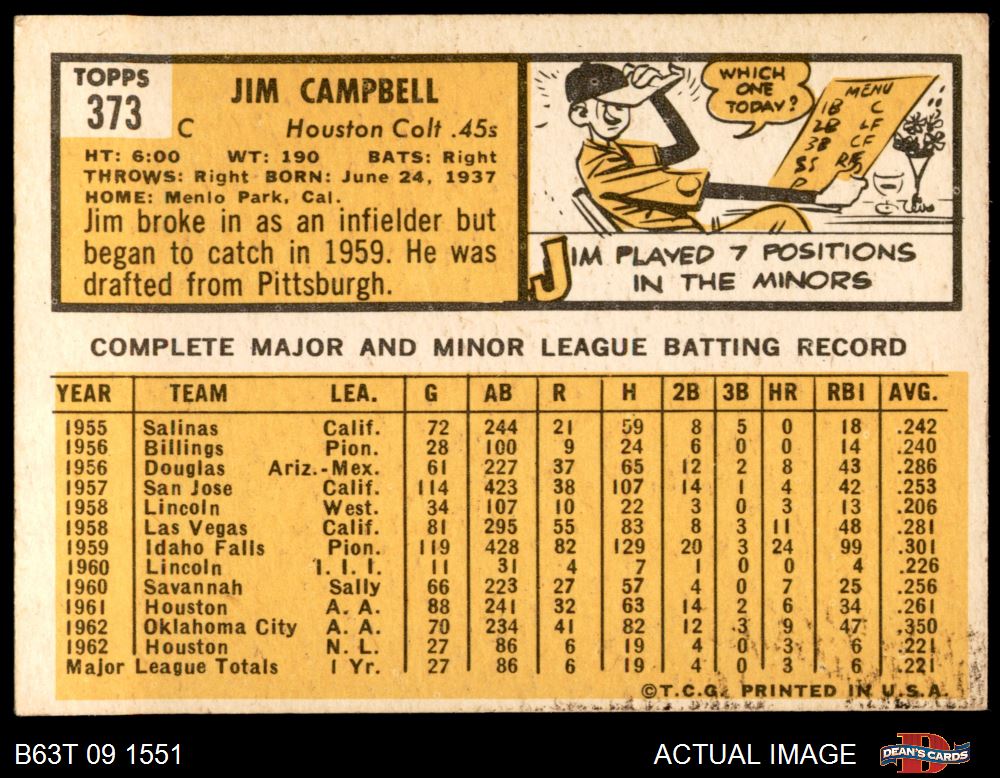 TOPPS
373
JIM CAMPBELL
C Houston Colt .45s
HT: 6:00 WT: 190 BATS: Right
THROWS: Right BORN: June 24, 1937
HOME: Menlo Park, Cal.
Jim broke in as an infielder but
began to catch in 1959. He was
drafted from Pittsburgh.
WHICH
ONE
TODAY?
MENU
1B C
2B LF
3B CF
SS RF
P
JIM PLAYED 7 POSITIONS
IN THE MINORS
COMPLETE MAJOR AND MINOR LEAGUE BATTING RECORD
YEAR TEAM LEA. G AB R H 2B 3B HR RBI AVG.
1955 Salinas Calif. 72 244 21 59 8 5 0 18 .242
1956 Billings Pion. 28 100 9 24 6 0 0 14 .240
1956 Douglas Ariz.-Mex. 61 227 37 65 12 2 8 43 .286
1957 San Jose Calif. 114 423 38 107 14 1 4 42 .253
1958 Lincoln West. 34 107 10 22 3 0 3 13 .206
1958 Las Vegas Calif. 81 295 55 83 8 3 11 48 .281
1959 Idaho Falls Pion. 119 428 82 129 20 3 24 99 .301
1960 Lincoln I. I. I. 11 31 4 7 1 0 0 4 .226
1960 Savannah Sally 66 223 27 57 4 0 7 25 .256
1961 Houston A. A. 88 241 32 63 14 2 6 34 .261
1962 Oklahoma City A. A. 70 234 41 82 12 3 9 47 .350
1962 Houston N. L. 27 86 6 19 4 0 3 6 .221
Major League Totals 1 Yr. 27 86 6 19 4 0 3 6 .221
©T.C.G. PRINTED IN U.S.A.
B63T 09 1551 ACTUAL IMAGE
DEAN'S CARDS